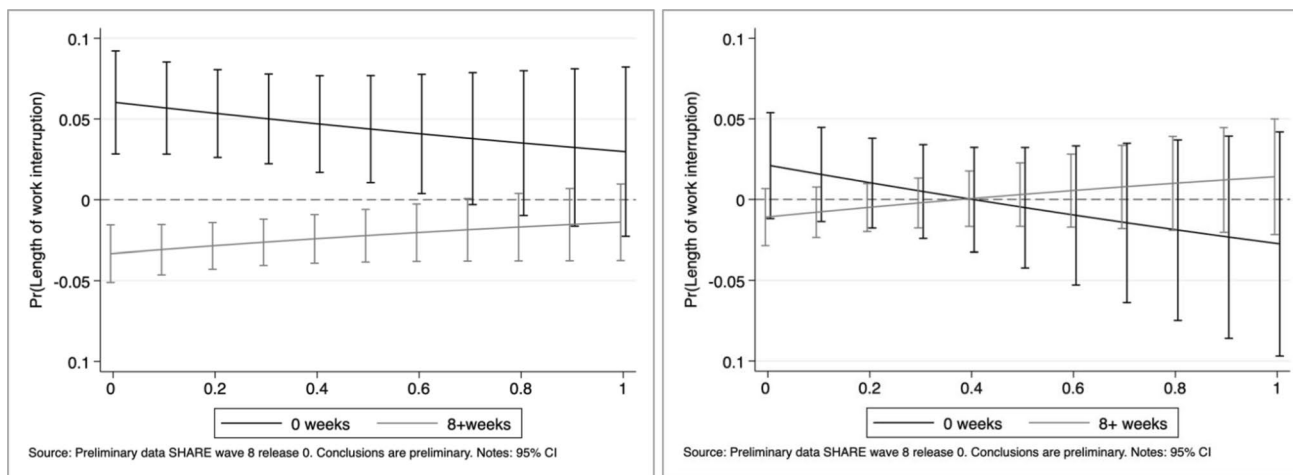 0.1
0.05
0
-0.05
0.1
Pr(Length of work interruption)
0 0.2 0.4 0.6 0.8 1
0 weeks 8+weeks
Source: Preliminary data SHARE wave 8 release 0. Conclusions are preliminary. Notes: 95% CI
0.1
0.05
0
-0.05
0.1
Pr(Length of work interruption)
0 0.2 0.4 0.6 0.8 1
0 weeks 8+ weeks
Source: Preliminary data SHARE wave 8 release 0. Conclusions are preliminary. Notes: 95% CI